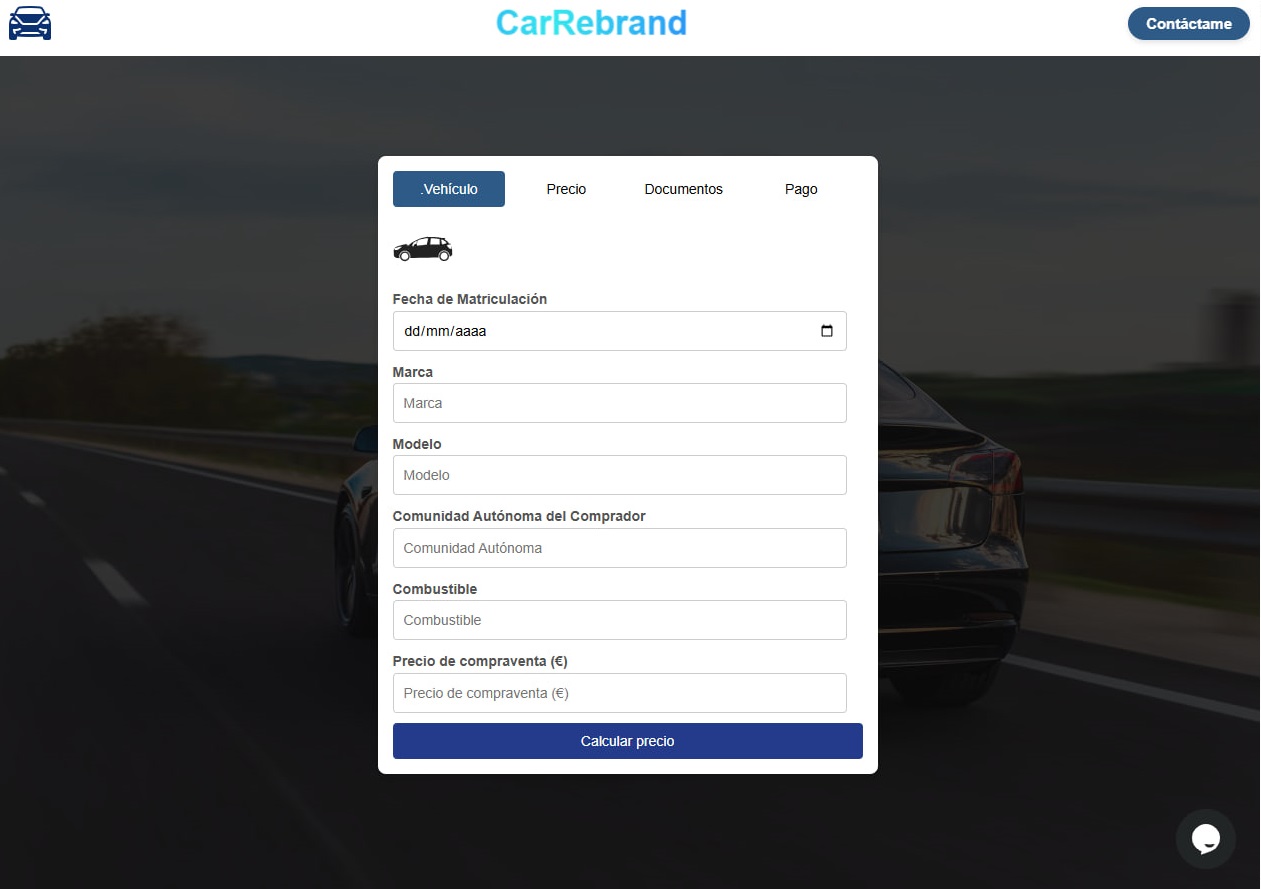 CarRebrand
Contáctame
.Vehículo
Precio
Documentos
Pago
Fecha de Matriculación
dd/mm/aaaa
Marca
Marca
Modelo
Modelo
Comunidad Autónoma del Comprador
Comunidad Autónoma
Combustible
Combustible
Precio de compraventa (€)
Precio de compraventa (€)
Calcular precio